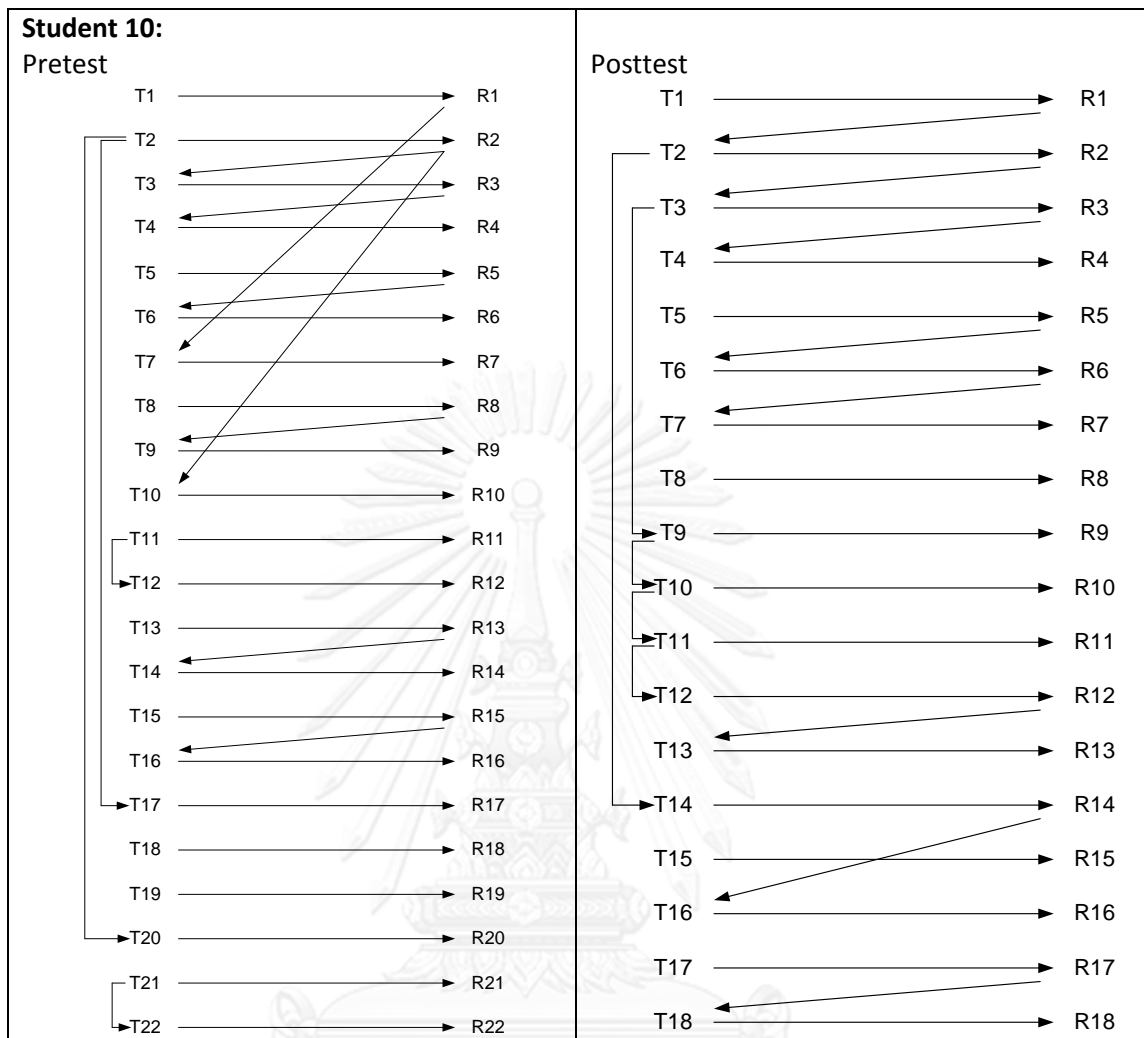 Student 10:
Pretest
T1 R1
T2 R2
T3 R3
T4 R4
T5 R5
T6 R6
T7 R7
T8 R8
T9 R9
T10 R10
T11 R11
T12 R12
T13 R13
T14 R14
T15 R15
T16 R16
T17 R17
T18 R18
T19 R19
T20 R20
T21 R21
T22 R22
Posttest
T1 R1
T2 R2
T3 R3
T4 R4
T5 R5
T6 R6
T7 R7
T8 R8
T9 R9
T10 R10
T11 R11
T12 R12
T13 R13
T14 R14
T15 R15
T16 R16
T17 R17
T18 R18